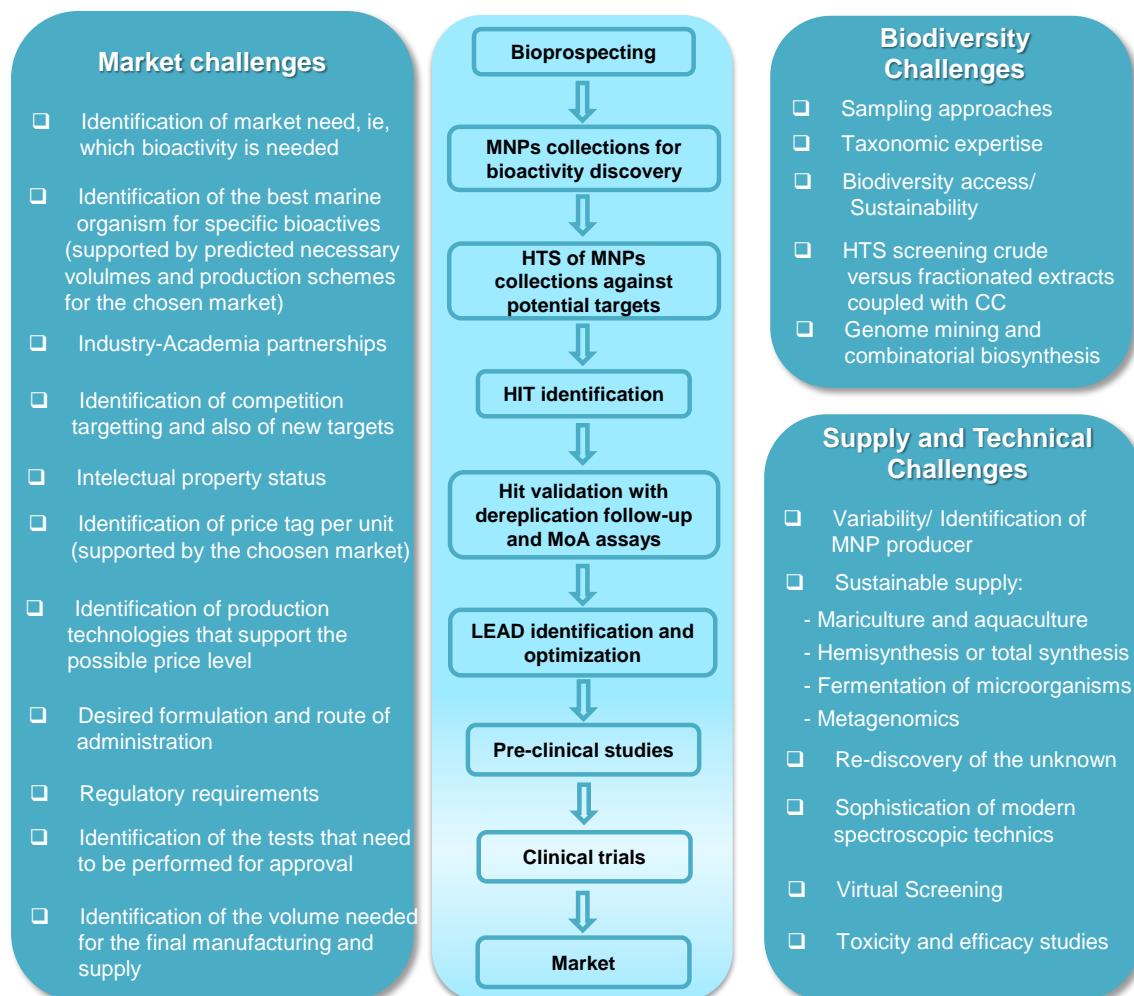 Market challenges
❑ Identification of market need, ie,
which bioactivity is needed
❑ Identification of the best marine
organism for specific bioactives
(supported by predicted necessary
volulmes and production schemes
for the chosen market)
❑ Industry-Academia partnerships
❑ Identification of competition
targetting and also of new targets
❑ Intelectual property status
❑ Identification of price tag per unit
(supported by the choosen market)
❑ Identification of production
technologies that support the
possible price level
❑ Desired formulation and route of
administration
❑ Regulatory requirements
❑ Identification of the tests that need
to be performed for approval
❑ Identification of the volume needed
for the final manufacturing and
supply
Bioprospecting
MNPs collections for
bioactivity discovery
HTS of MNPs
collections against
potential targets
HIT identification
Hit validation with
dereplication follow-up
and MoA assays
LEAD identification and
optimization
Pre-clinical studies
Clinical trials
Market
Biodiversity
Challenges
❑ Sampling approaches
❑ Taxonomic expertise
❑ Biodiversity access/
Sustainability
❑ HTS screening crude
versus fractionated extracts
coupled with CC
❑ Genome mining and
combinatorial biosynthesis
Supply and Technical
Challenges
❑ Variability/ Identification of
MNP producer
❑ Sustainable supply:
- Mariculture and aquaculture
- Hemisynthesis or total synthesis
- Fermentation of microorganisms
- Metagenomics
❑ Re-discovery of the unknown
❑ Sophistication of modern
spectroscopic technics
❑ Virtual Screening
❑ Toxicity and efficacy studies